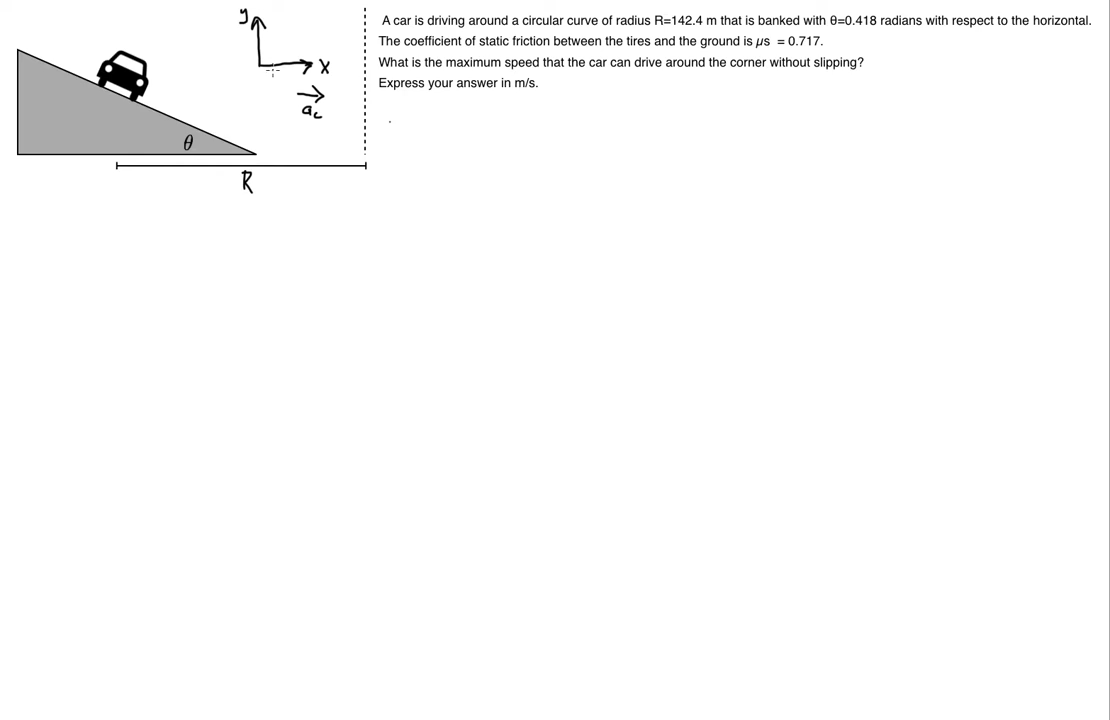 A car is driving around a circular curve of radius R=142.4 m that is banked with θ=0.418 radians with respect to the horizontal.
The coefficient of static friction between the tires and the ground is μs = 0.717.
What is the maximum speed that the car can drive around the corner without slipping?
Express your answer in m/s.
y
x
a_c
θ
R